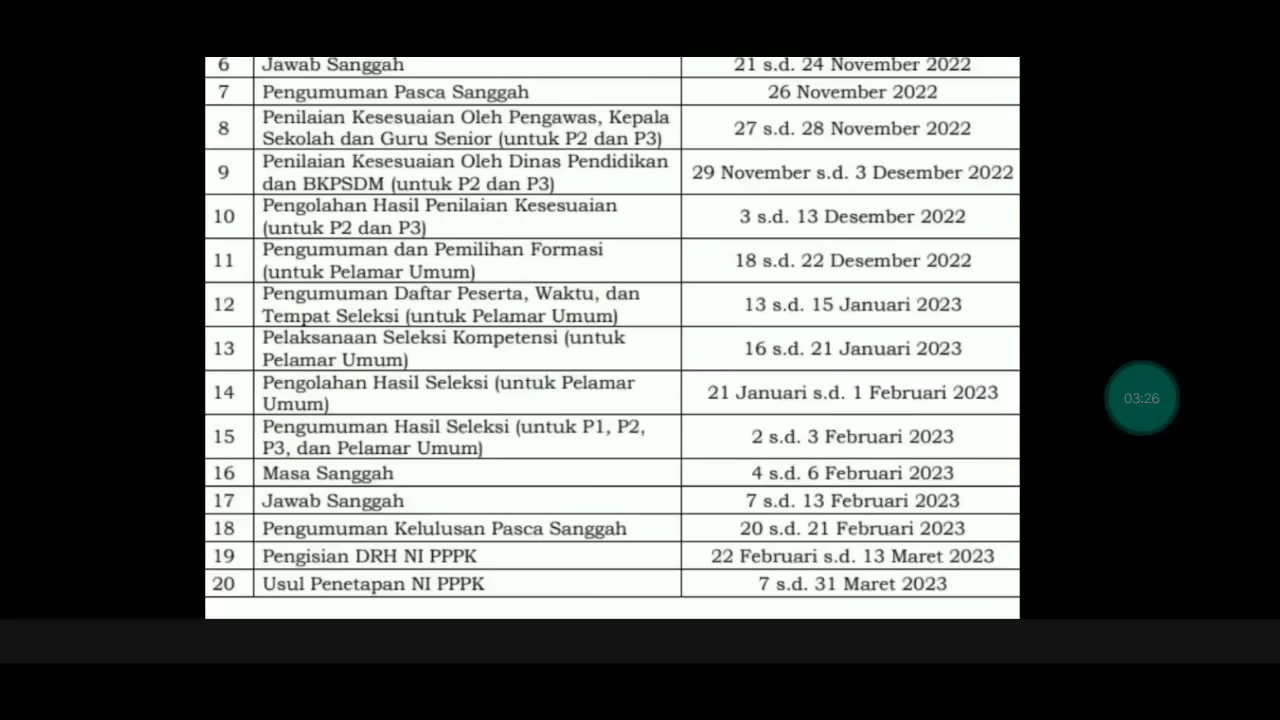 6 Jawab Sanggah 21 s.d. 24 November 2022
7 Pengumuman Pasca Sanggah 26 November 2022
Penilaian Kesesuaian Oleh Pengawas, Kepala
8 27 s.d. 28 November 2022
Sekolah dan Guru Senior (untuk P2 dan P3)
Penilaian Kesesuaian Oleh Dinas Pendidikan
9 29 November s.d. 3 Desember 2022
dan BKPSDM (untuk P2 dan P3)
Pengolahan Hasil Penilaian Kesesuaian
10 3 s.d. 13 Desember 2022
(untuk P2 dan P3)
Pengumuman dan Pemilihan Formasi
11 18 s.d. 22 Desember 2022
(untuk Pelamar Umum)
Pengumuman Daftar Peserta, Waktu, dan
12 13 s.d. 15 Januari 2023
Tempat Seleksi (untuk Pelamar Umum)
Pelaksanaan Seleksi Kompetensi (untuk
13 16 s.d. 21 Januari 2023
Pelamar Umum)
Pengolahan Hasil Seleksi (untuk Pelamar
14 21 Januari s.d. 1 Februari 2023
Umum)
Pengumuman Hasil Seleksi (untuk P1, P2,
15 2 s.d. 3 Februari 2023
P3, dan Pelamar Umum)
16 Masa Sanggah 4 s.d. 6 Februari 2023
17 Jawab Sanggah 7 s.d. 13 Februari 2023
18 Pengumuman Kelulusan Pasca Sanggah 20 s.d. 21 Februari 2023
19 Pengisian DRH NI PPPK 22 Februari s.d. 13 Maret 2023
20 Usul Penetapan NI PPPK 7 s.d. 31 Maret 2023
03:26